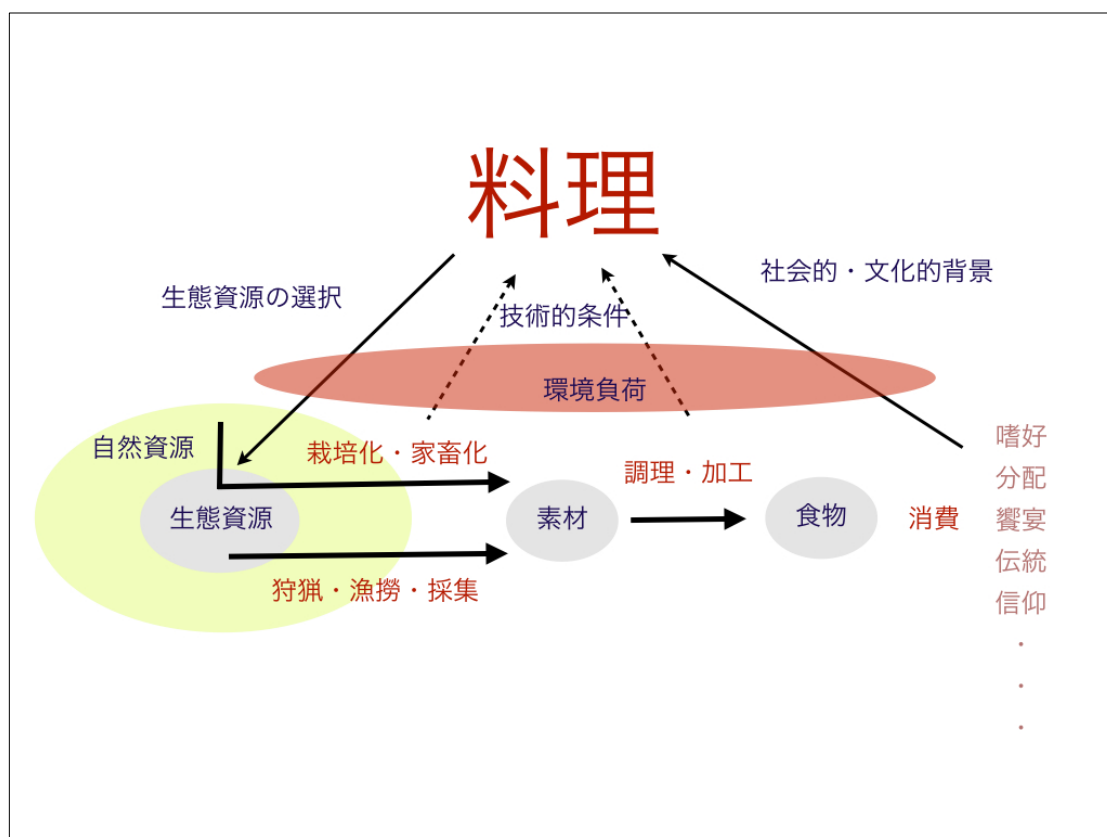 料理
社会的・文化的背景
生態資源の選択
技術的条件
環境負荷
自然資源
栽培化・家畜化
調理・加工
嗜好
分配
饗宴
伝統
信仰
・
・
・
生態資源
素材
食物
消費
狩猟・漁撈・採集